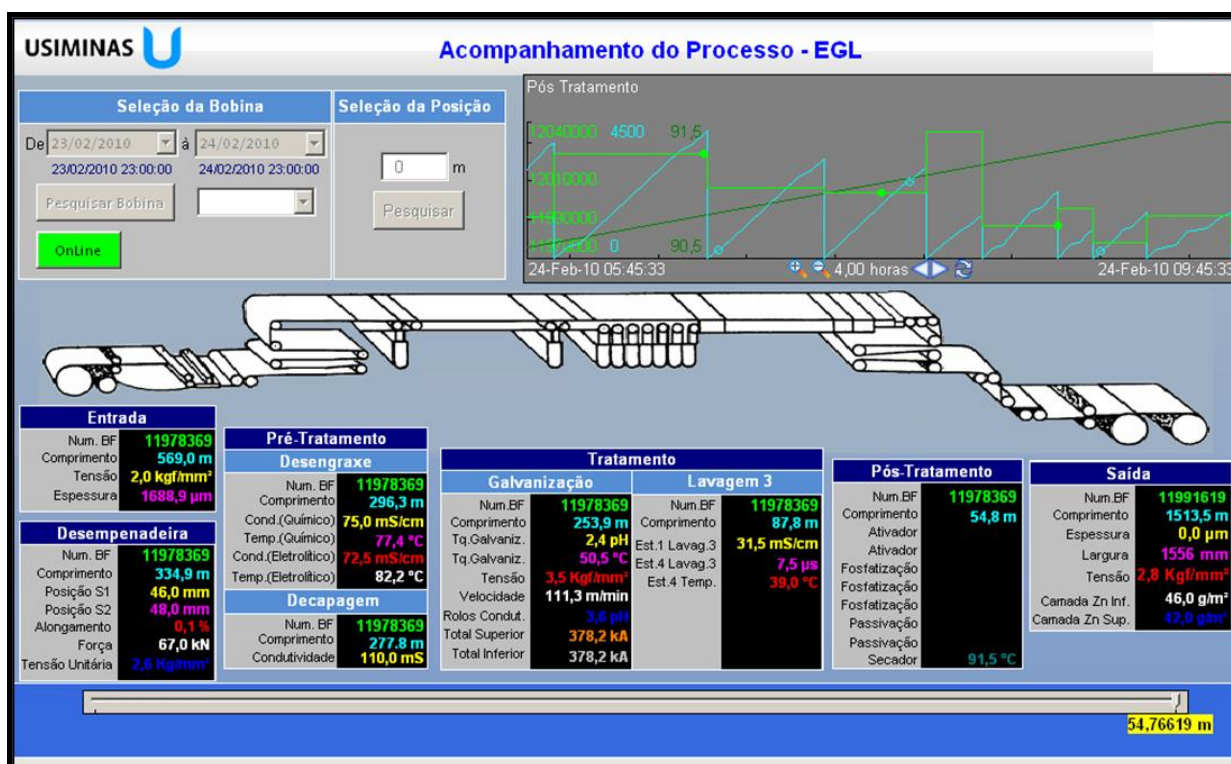 USIMINAS
Acompanhamento do Processo - EGL
Seleção da Bobina
De 23/02/2010 à 24/02/2010
23/02/2010 23:00:00 24/02/2010 23:00:00
Pesquisar Bobina
OnLine
Seleção da Posição
0 m
Pesquisar
Pós Tratamento
12040000 4500 91,5
12010000
0 90,5
24-Feb-10 05:45:33 4,00 horas 24-Feb-10 09:45:33
Entrada
Num. BF 11978369
Comprimento 569,0 m
Tensão 2,0 kgf/mm²
Espessura 1688,9 µm
Desempenadeira
Num. BF 11978369
Comprimento 334,9 m
Posição S1 46,0 mm
Posição S2 48,0 mm
Alongamento 0,1 %
Força 67,0 kN
Tensão Unitária 2,6 Kg/mm²
Pré-Tratamento
Desengraxe
Num. BF 11978369
Comprimento 296,3 m
Cond.(Químico) 75,0 mS/cm
Temp.(Químico) 77,4 °C
Cond.(Eletrolítico) 72,5 mS/cm
Temp.(Eletrolítico) 82,2 °C
Decapagem
Num. BF 11978369
Comprimento 277.8 m
Condutividade 110,0 mS
Tratamento
Galvanização
Num.BF 11978369
Comprimento 253,9 m
Tq.Galvaniz. 2,4 pH
Tq.Galvaniz. 50,5 °C
Tensão 3,5 Kgf/mm²
Velocidade 111,3 m/min
Rolos Condut. 3,6 pH
Total Superior 378,2 kA
Total Inferior 378,2 kA
Lavagem 3
Num.BF 11978369
Comprimento 87,8 m
Est.1 Lavag.3 31,5 mS/cm
Est.4 Lavag.3 7,5 µs
Est.4 Temp. 39,0 °C
Pós-Tratamento
Num.BF 11978369
Comprimento 54,8 m
Ativador
Ativador
Fosfatização
Fosfatização
Fosfatização
Passivação
Passivação
Secador 91,5 °C
Saída
Num.BF 11991619
Comprimento 1513,5 m
Espessura 0,0 µm
Largura 1556 mm
Tensão 2,8 Kgf/mm²
Camada Zn Inf. 46,0 g/m²
Camada Zn Sup. 42,0 g/m²
54,76619 m